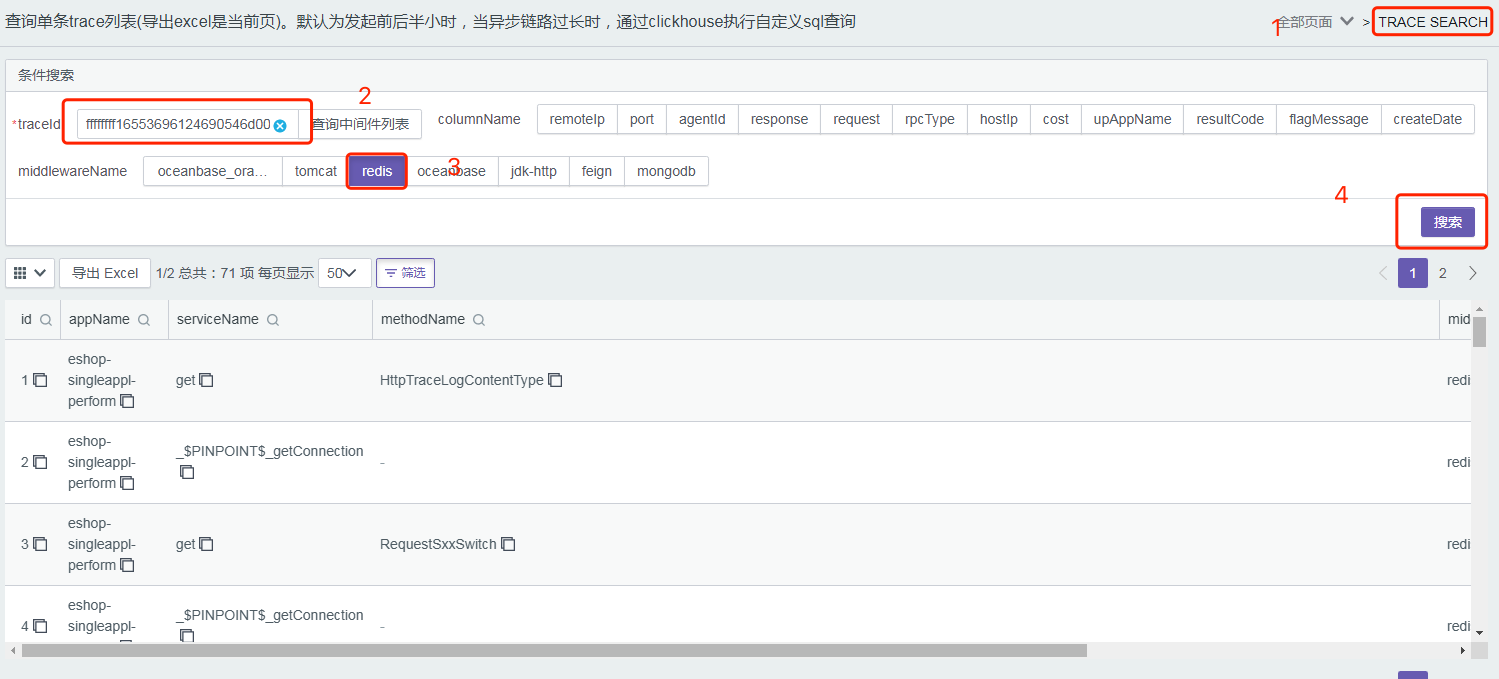 查询单条trace列表(导出excel是当前页)。默认为发起前后半小时，当异步链路过长时，通过clickhouse执行自定义sql查询
1 全部页面 > TRACE SEARCH
条件搜索
2
*traceId ffffffff16553696124690546d00 查询中间件列表 columnName remoteIp port agentId response request rpcType hostIp cost upAppName resultCode flagMessage createDate
middlewareName oceanbase_ora... tomcat redis 3 oceanbase jdk-http feign mongodb
4
搜索
导出 Excel 1/2 总共：71 项 每页显示 50 筛选 1 2
id appName serviceName methodName mid
1 eshop-
singleappl-
perform get HttpTraceLogContentType redi
2 eshop-
singleappl-
perform _$PINPOINT$_getConnection - redi
3 eshop-
singleappl-
perform get RequestSxxSwitch redi
4 eshop-
singleappl- _$PINPOINT$_getConnection - redi